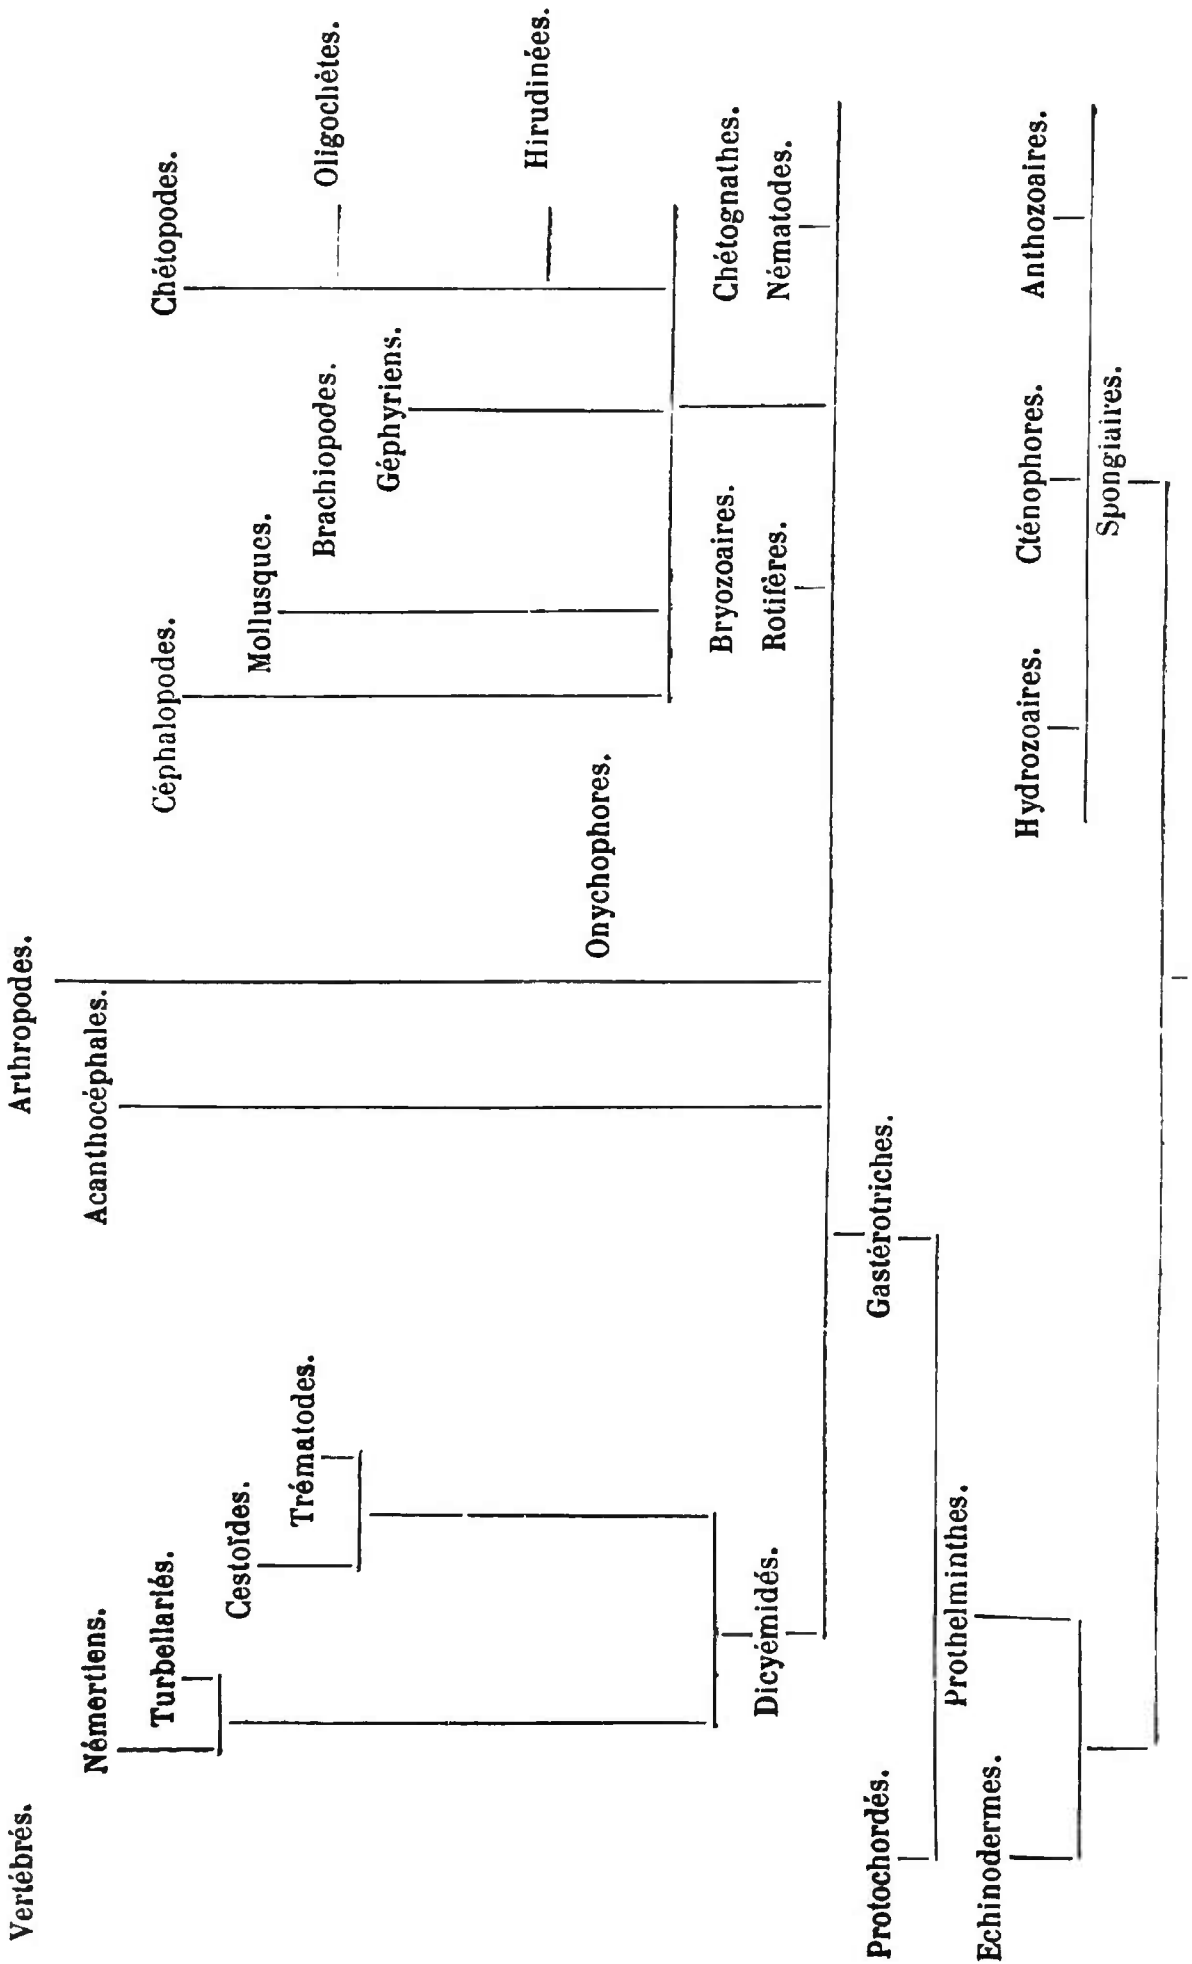 Vertébrés.
Arthropodes.
Némertiens.
Acanthocéphales.
Turbellariés.
Céphalopodes.
Chétopodes.
Cestoïdes.
Mollusques.
Trématodes.
Brachiopodes.
Oligochètes.
Géphyriens.
Hirudinées.
Onychophores.
Bryozoaires.
Chétognathes.
Dicyémidés.
Rotifères.
Nématodes.
Protochordés.
Gastérotriches.
Prothelminthes.
Echinodermes.
Hydrozoaires.
Cténophores.
Anthozoaires.
Spongiaires.